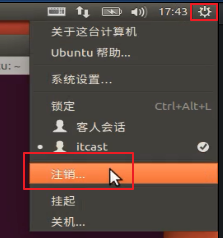 17:43
u: ~
关于这台计算机
Ubuntu 帮助...
系统设置...
锁定 Ctrl+Alt+L
客人会话
itcast
注销...
挂起
关机...